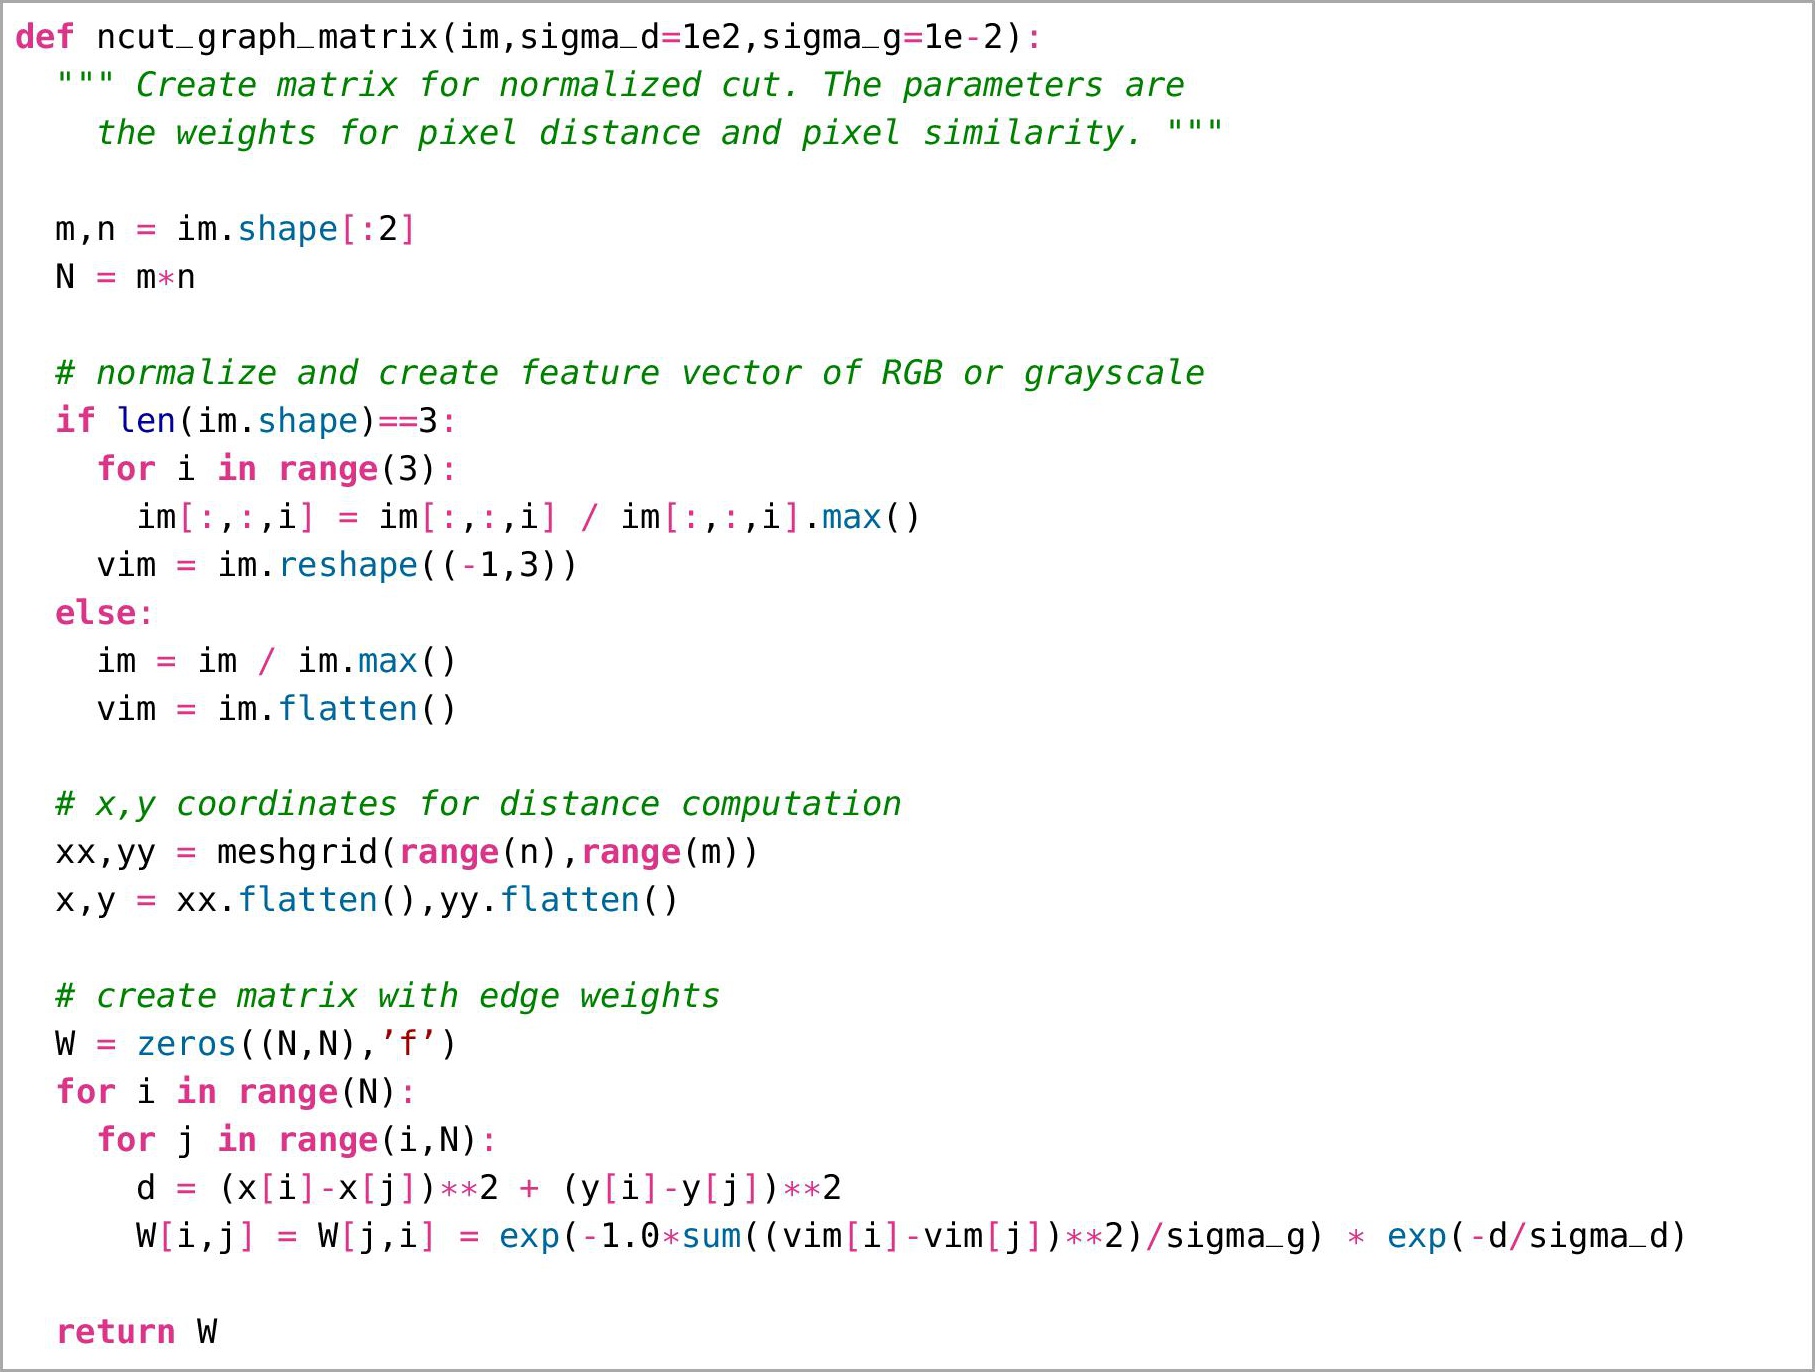 def ncut_graph_matrix(im,sigma_d=1e2,sigma_g=1e-2):
  """ Create matrix for normalized cut. The parameters are
    the weights for pixel distance and pixel similarity. """

  m,n = im.shape[:2]
  N = m*n

  # normalize and create feature vector of RGB or grayscale
  if len(im.shape)==3:
    for i in range(3):
      im[:,:,i] = im[:,:,i] / im[:,:,i].max()
    vim = im.reshape((-1,3))
  else:
    im = im / im.max()
    vim = im.flatten()

  # x,y coordinates for distance computation
  xx,yy = meshgrid(range(n),range(m))
  x,y = xx.flatten(),yy.flatten()

  # create matrix with edge weights
  W = zeros((N,N),’f’)
  for i in range(N):
    for j in range(i,N):
      d = (x[i]-x[j])**2 + (y[i]-y[j])**2
      W[i,j] = W[j,i] = exp(-1.0*sum((vim[i]-vim[j])**2)/sigma_g) * exp(-d/sigma_d)

  return W